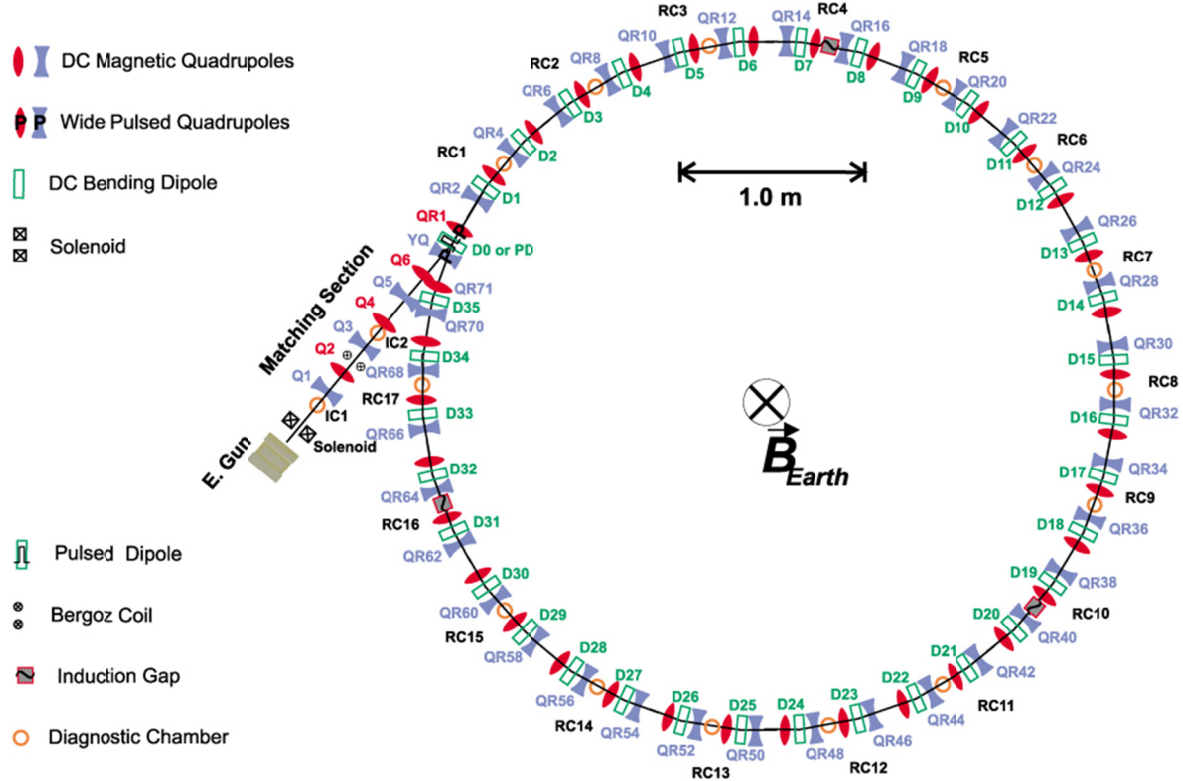 DC Magnetic Quadrupoles
P P Wide Pulsed Quadrupoles
DC Bending Dipole
Solenoid
Pulsed Dipole
Bergoz Coil
Induction Gap
Diagnostic Chamber
Matching Section
E. Gun
Solenoid
IC1
Q1
Q2
Q3
IC2
Q4
Q5
Q6
YQ
P
P
D0 or PD
QR1
QR2
RC1
D1
QR4
D2
QR6
RC2
D3
QR8
D4
QR10
RC3
D5
QR12
D6
QR14
RC4
D7
QR16
D8
QR18
RC5
D9
QR20
D10
QR22
RC6
D11
QR24
D12
QR26
D13
RC7
QR28
D14
QR30
D15
RC8
D16
QR32
QR34
D17
RC9
D18
QR36
D19
QR38
RC10
D20
QR40
D21
QR42
RC11
D22
QR44
D23
QR46
RC12
D24
QR48
D25
QR50
RC13
D26
QR52
D27
QR54
RC14
D28
QR56
D29
QR58
RC15
D30
QR60
D31
QR62
RC16
QR64
D32
QR66
D33
RC17
QR68
D34
QR70
D35
QR71
1.0 m
B Earth